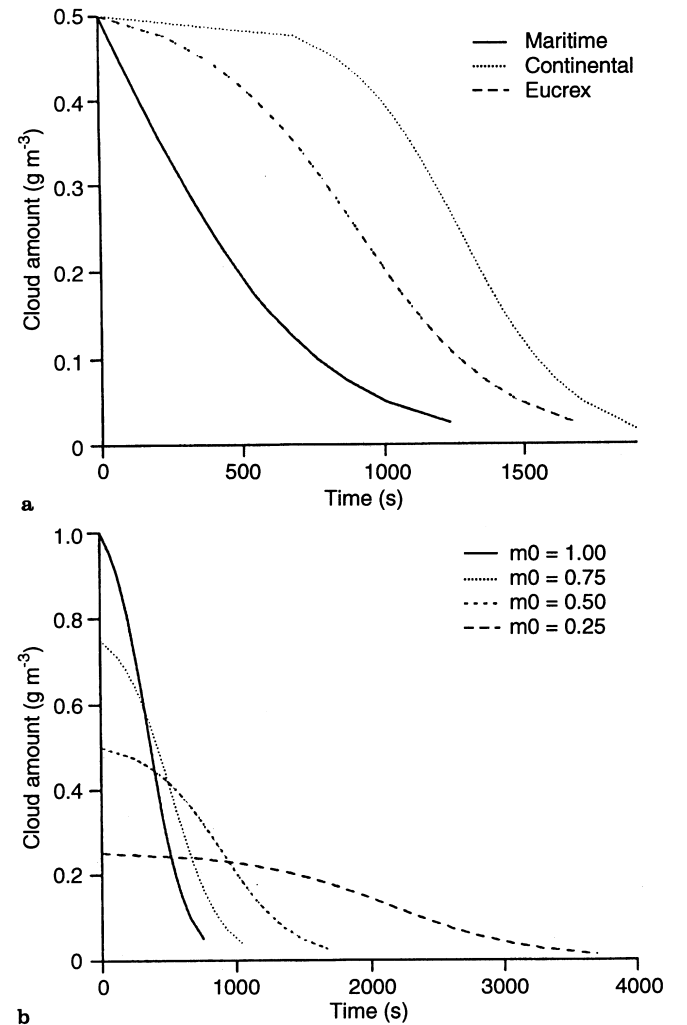 0.5
0.4
0.3
0.2
0.1
0
Cloud amount (g m-3)
Maritime
Continental
Eucrex
0 500 1000 1500
Time (s)
a
1.0
0.8
0.6
0.4
0.2
0
Cloud amount (g m-3)
m0 = 1.00
m0 = 0.75
m0 = 0.50
m0 = 0.25
0 1000 2000 3000 4000
Time (s)
b